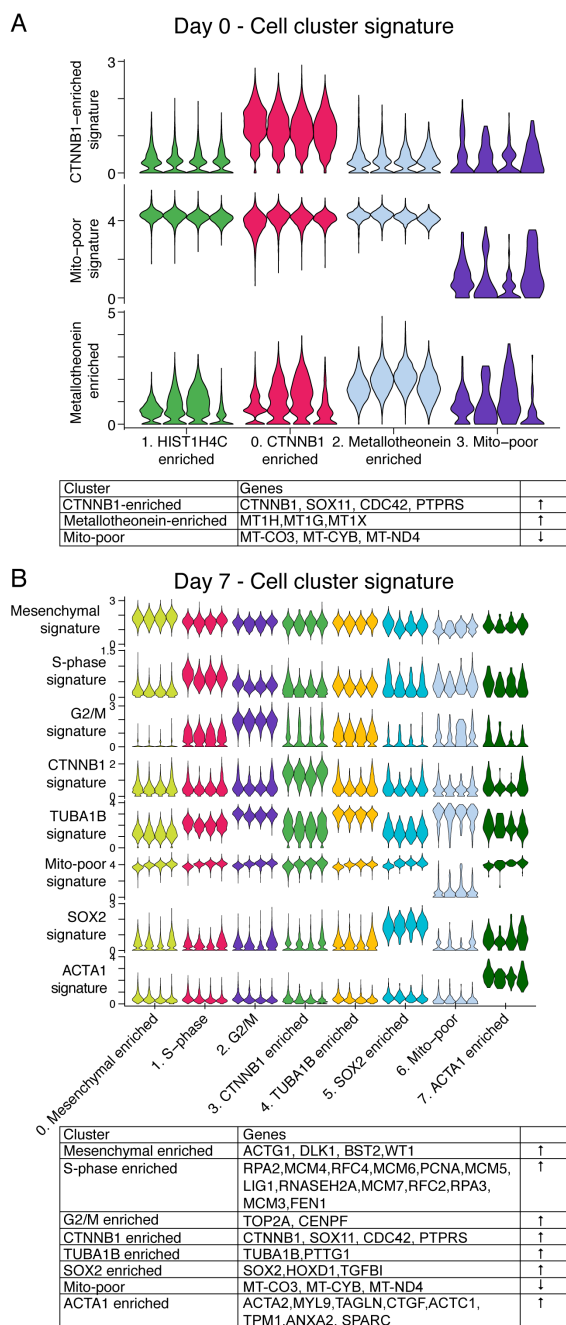 A
Day 0 - Cell cluster signature
3
CTNNB1−enriched
signature
0
4
Mito−poor
signature
0
5
Metallotheonein
enriched
0
1. HIST1H4C
enriched
0. CTNNB1
enriched
2. Metallotheonein
enriched
3. Mito−poor
Cluster Genes
CTNNB1-enriched CTNNB1, SOX11, CDC42, PTPRS ↑
Metallotheonein-enriched MT1H,MT1G,MT1X ↑
Mito-poor MT-CO3, MT-CYB, MT-ND4 ↓
B
Day 7 - Cell cluster signature
3
Mesenchymal
signature
0
1.5
S−phase
signature
0
3
G2/M
signature
0
CTNNB1 2
signature
0
4
TUBA1B
signature
0
Mito−poor 4
signature
0
3
SOX2
signature
0
4
ACTA1
signature
0
0. Mesenchymal enriched
1. S−phase
2. G2/M
3. CTNNB1 enriched
4. TUBA1B enriched
5. SOX2 enriched
6. Mito−poor
7. ACTA1 enriched
Cluster Genes
Mesenchymal enriched ACTG1, DLK1, BST2,WT1 ↑
S-phase enriched RPA2,MCM4,RFC4,MCM6,PCNA,MCM5, ↑
LIG1,RNASEH2A,MCM7,RFC2,RPA3,
MCM3,FEN1
G2/M enriched TOP2A, CENPF ↑
CTNNB1 enriched CTNNB1, SOX11, CDC42, PTPRS ↑
TUBA1B enriched TUBA1B,PTTG1 ↑
SOX2 enriched SOX2,HOXD1,TGFBI ↑
Mito-poor MT-CO3, MT-CYB, MT-ND4 ↓
ACTA1 enriched ACTA2,MYL9,TAGLN,CTGF,ACTC1, ↑
TPM1,ANXA2, SPARC